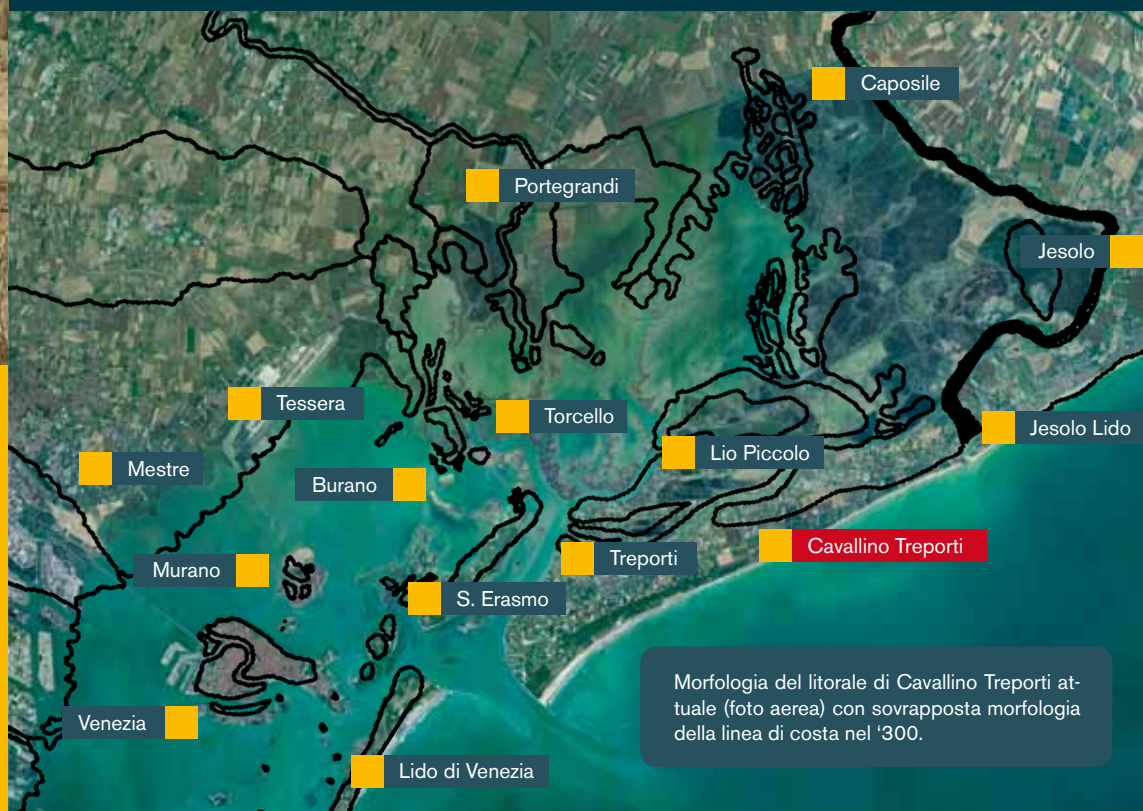 Caposile
Portegrandi
Jesolo
Tessera
Torcello
Jesolo Lido
Lio Piccolo
Mestre
Burano
Cavallino Treporti
Treporti
Murano
S. Erasmo
Morfologia del litorale di Cavallino Treporti at-
tuale (foto aerea) con sovrapposta morfologia
della linea di costa nel ‘300.
Venezia
Lido di Venezia